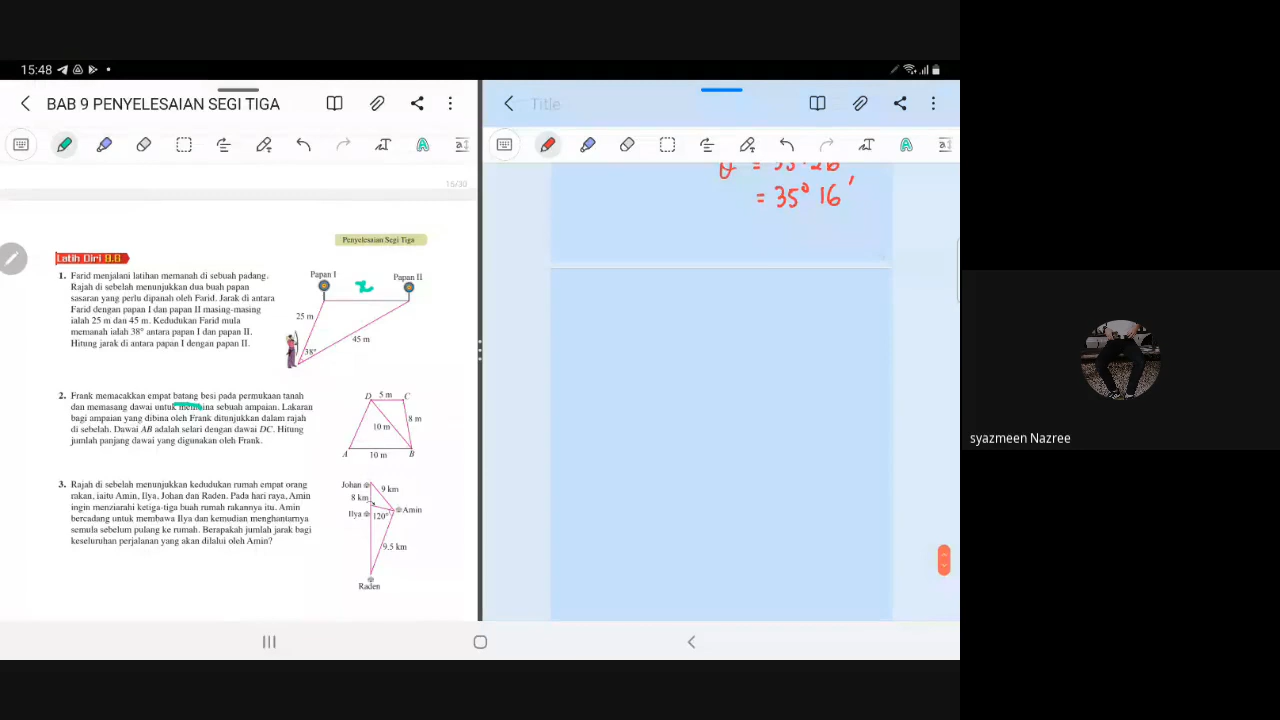 15:48
BAB 9 PENYELESAIAN SEGI TIGA
Title
16/30
= 35° 16'
Penyelesaian Segi Tiga
Latih Diri 9.6
1. Farid menjalani latihan memanah di sebuah padang.
Rajah di sebelah menunjukkan dua buah papan
sasaran yang perlu dipanah oleh Farid. Jarak di antara
Farid dengan papan I dan papan II masing-masing
ialah 25 m dan 45 m. Kedudukan Farid mula
memanah ialah 38° antara papan I dan papan II.
Hitung jarak di antara papan I dengan papan II.
Papan I
x
Papan II
25 m
45 m
38°
2. Frank memacakkan empat batang besi pada permukaan tanah
dan memasang dawai untuk membina sebuah ampaian. Lakaran
bagi ampaian yang dibina oleh Frank ditunjukkan dalam rajah
di sebelah. Dawai AB adalah selari dengan dawai DC. Hitung
jumlah panjang dawai yang digunakan oleh Frank.
D 5 m C
8 m
10 m
A 10 m B
3. Rajah di sebelah menunjukkan kedudukan rumah empat orang
rakan, iaitu Amin, Ilya, Johan dan Raden. Pada hari raya, Amin
ingin menziarahi ketiga-tiga buah rumah rakannya itu. Amin
bercadang untuk membawa Ilya dan kemudian menghantarnya
semula sebelum pulang ke rumah. Berapakah jumlah jarak bagi
keseluruhan perjalanan yang akan dilalui oleh Amin?
Johan
9 km
8 km
Amin
Ilya
120°
9.5 km
Raden
syazmeen Nazree